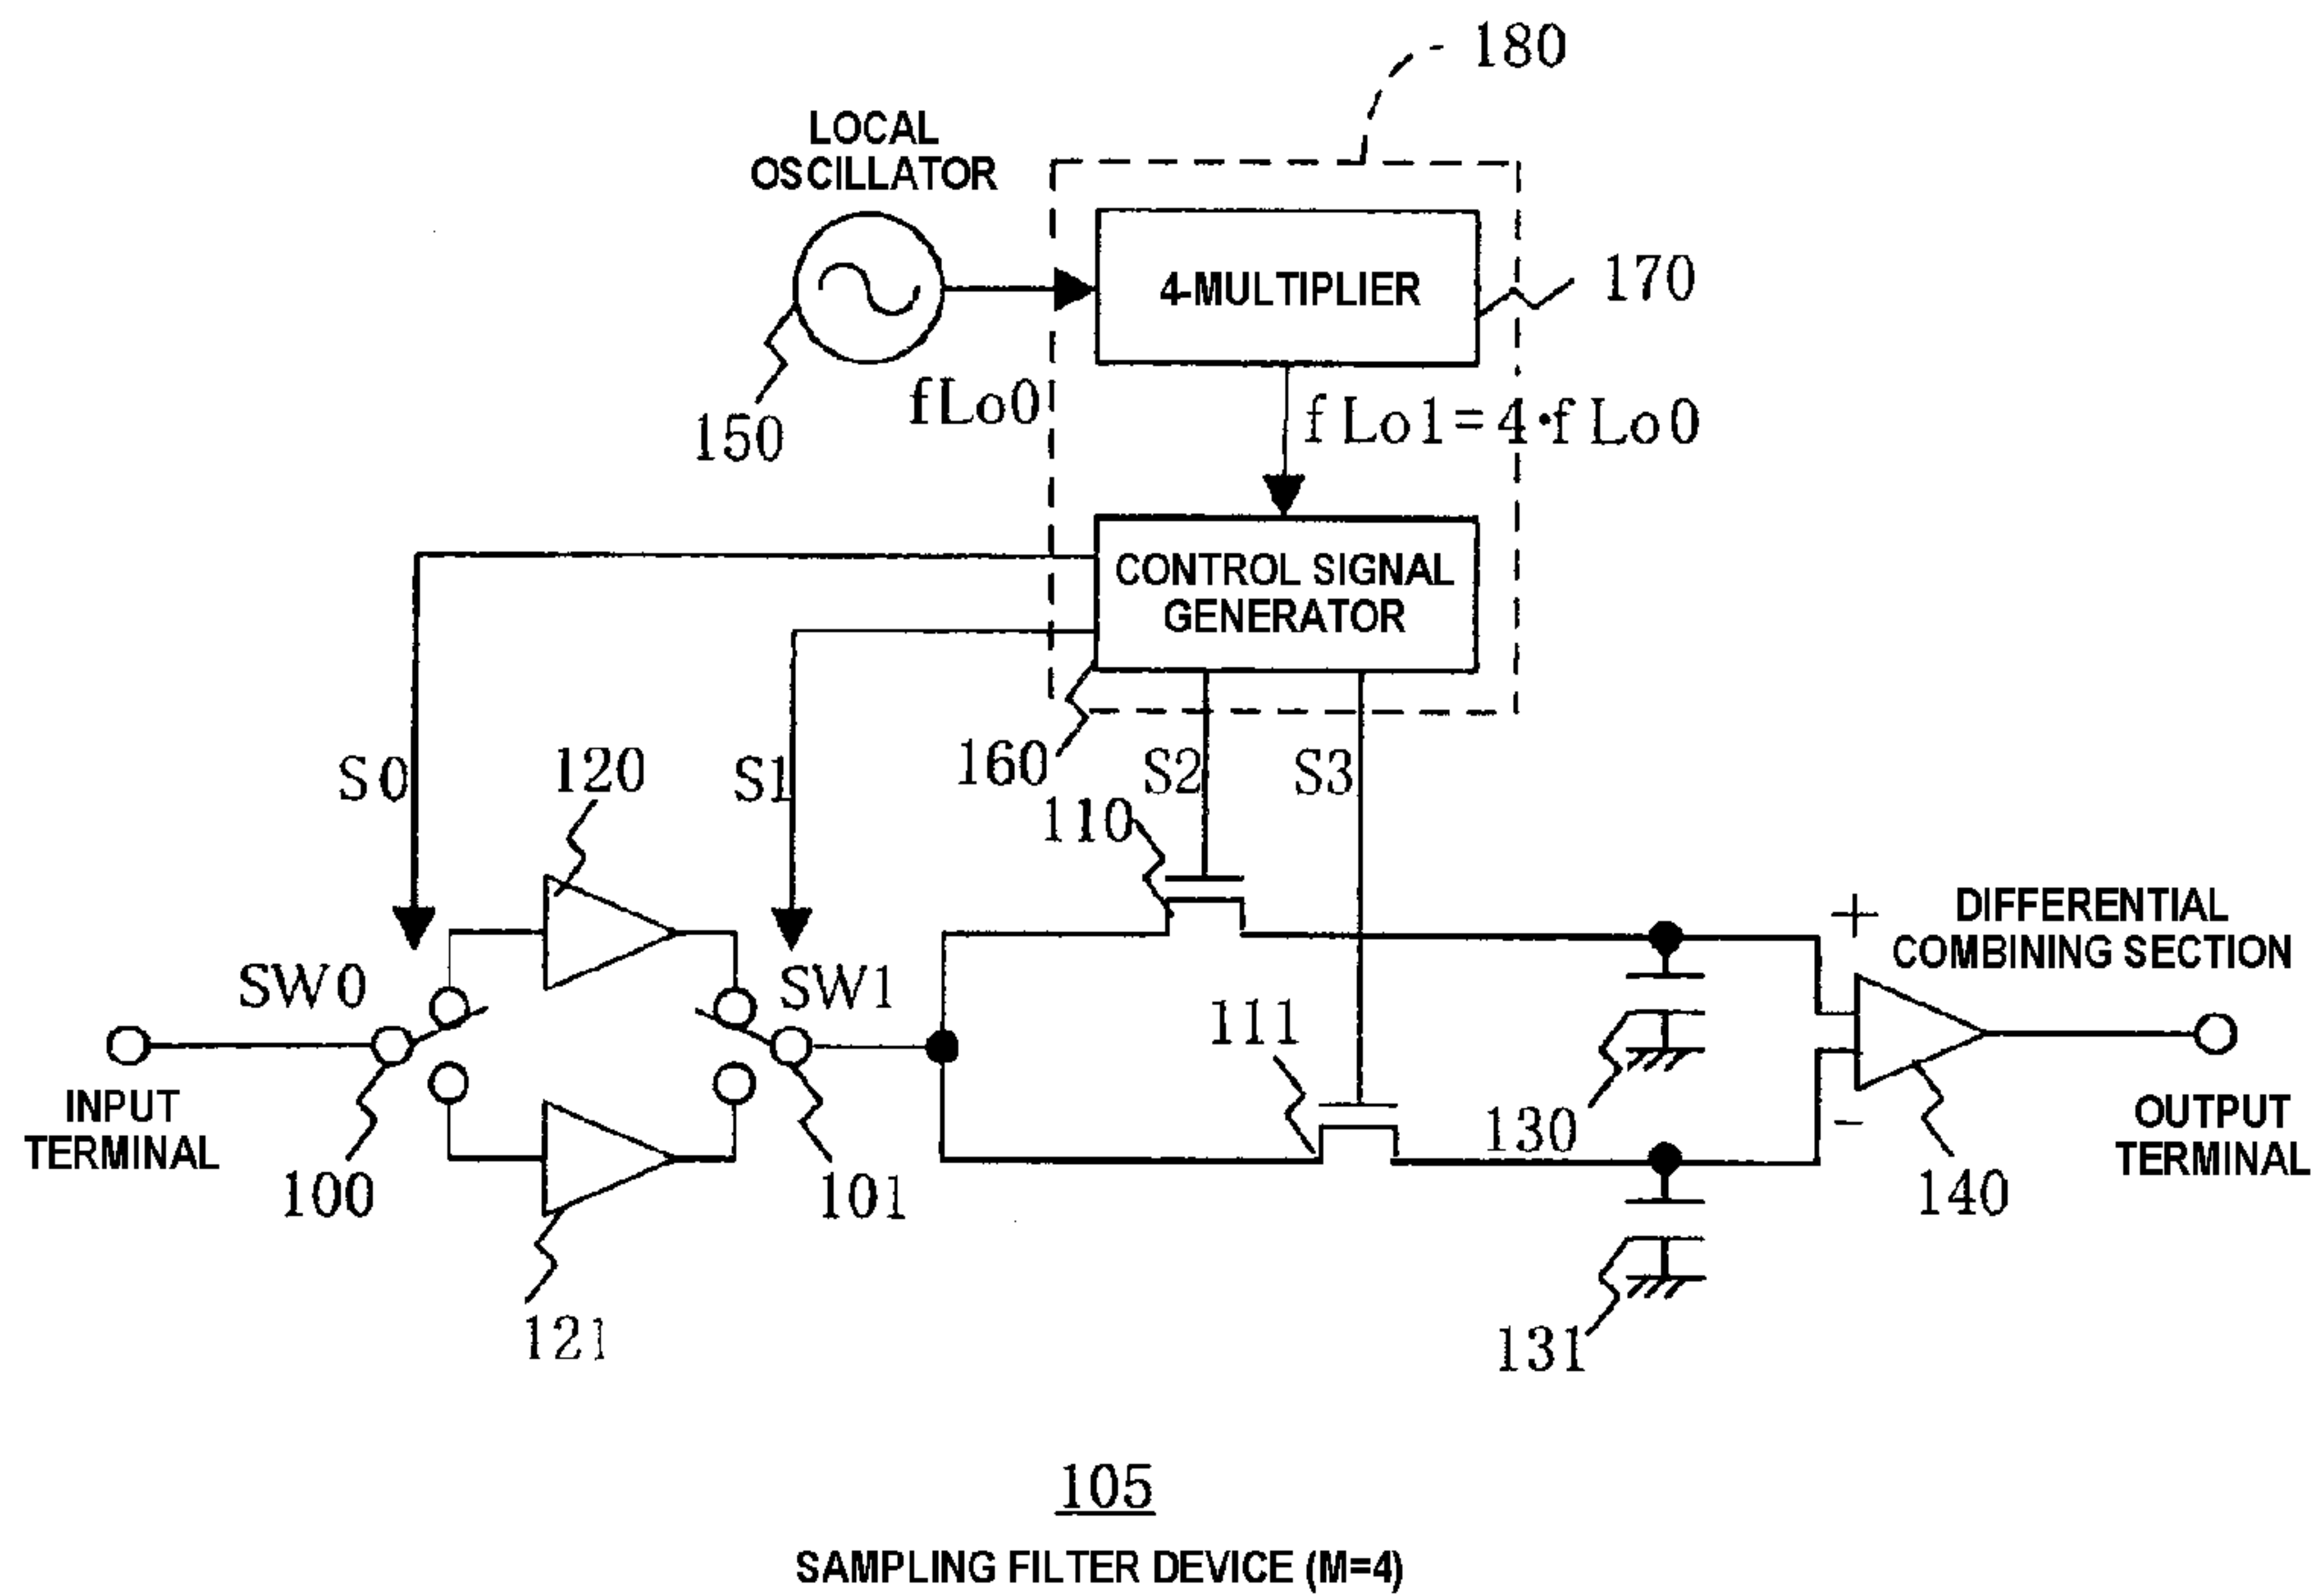 180
LOCAL
OSCILLATOR
4-MULTIPLIER
170
fLo0
fLo1=4·fLo0
150
CONTROL SIGNAL
GENERATOR
S0
120
S1
160
S2
S3
110
DIFFERENTIAL
COMBINING SECTION
+
SW0
SW1
111
INPUT
TERMINAL
130
-
OUTPUT
TERMINAL
100
101
140
121
131
105
SAMPLING FILTER DEVICE (M=4)